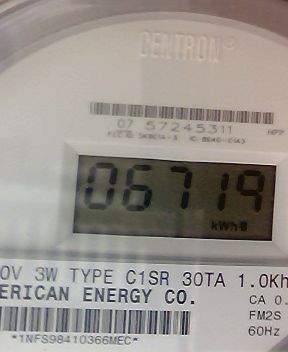 CENTRON®
07 57245311
06719
kWh
0V 3W TYPE C1SR 30TA 1.0Kh
ERICAN ENERGY CO.
CA 0.
FM2S
60Hz
*1NFS98410366MEC*